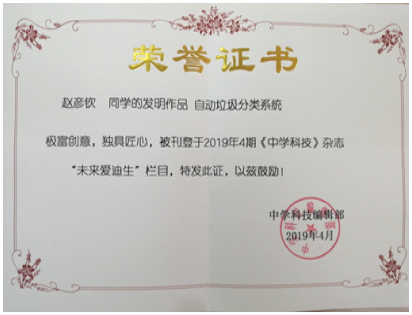 荣誉证书
赵彦钦 同学的发明作品 自动垃圾分类系统
极富创意，独具匠心，被刊登于2019年4期《中学科技》杂志
“未来爱迪生”栏目，特发此证，以兹鼓励！
中学科技编辑部
2019年4月